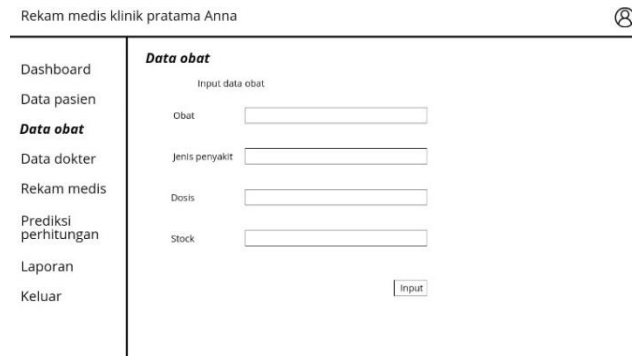 Rekam medis klinik pratama Anna
Dashboard
Data pasien
Data obat
Data dokter
Rekam medis
Prediksi
perhitungan
Laporan
Keluar
Data obat
Input data obat
Obat
Jenis penyakit
Dosis
Stock
Input